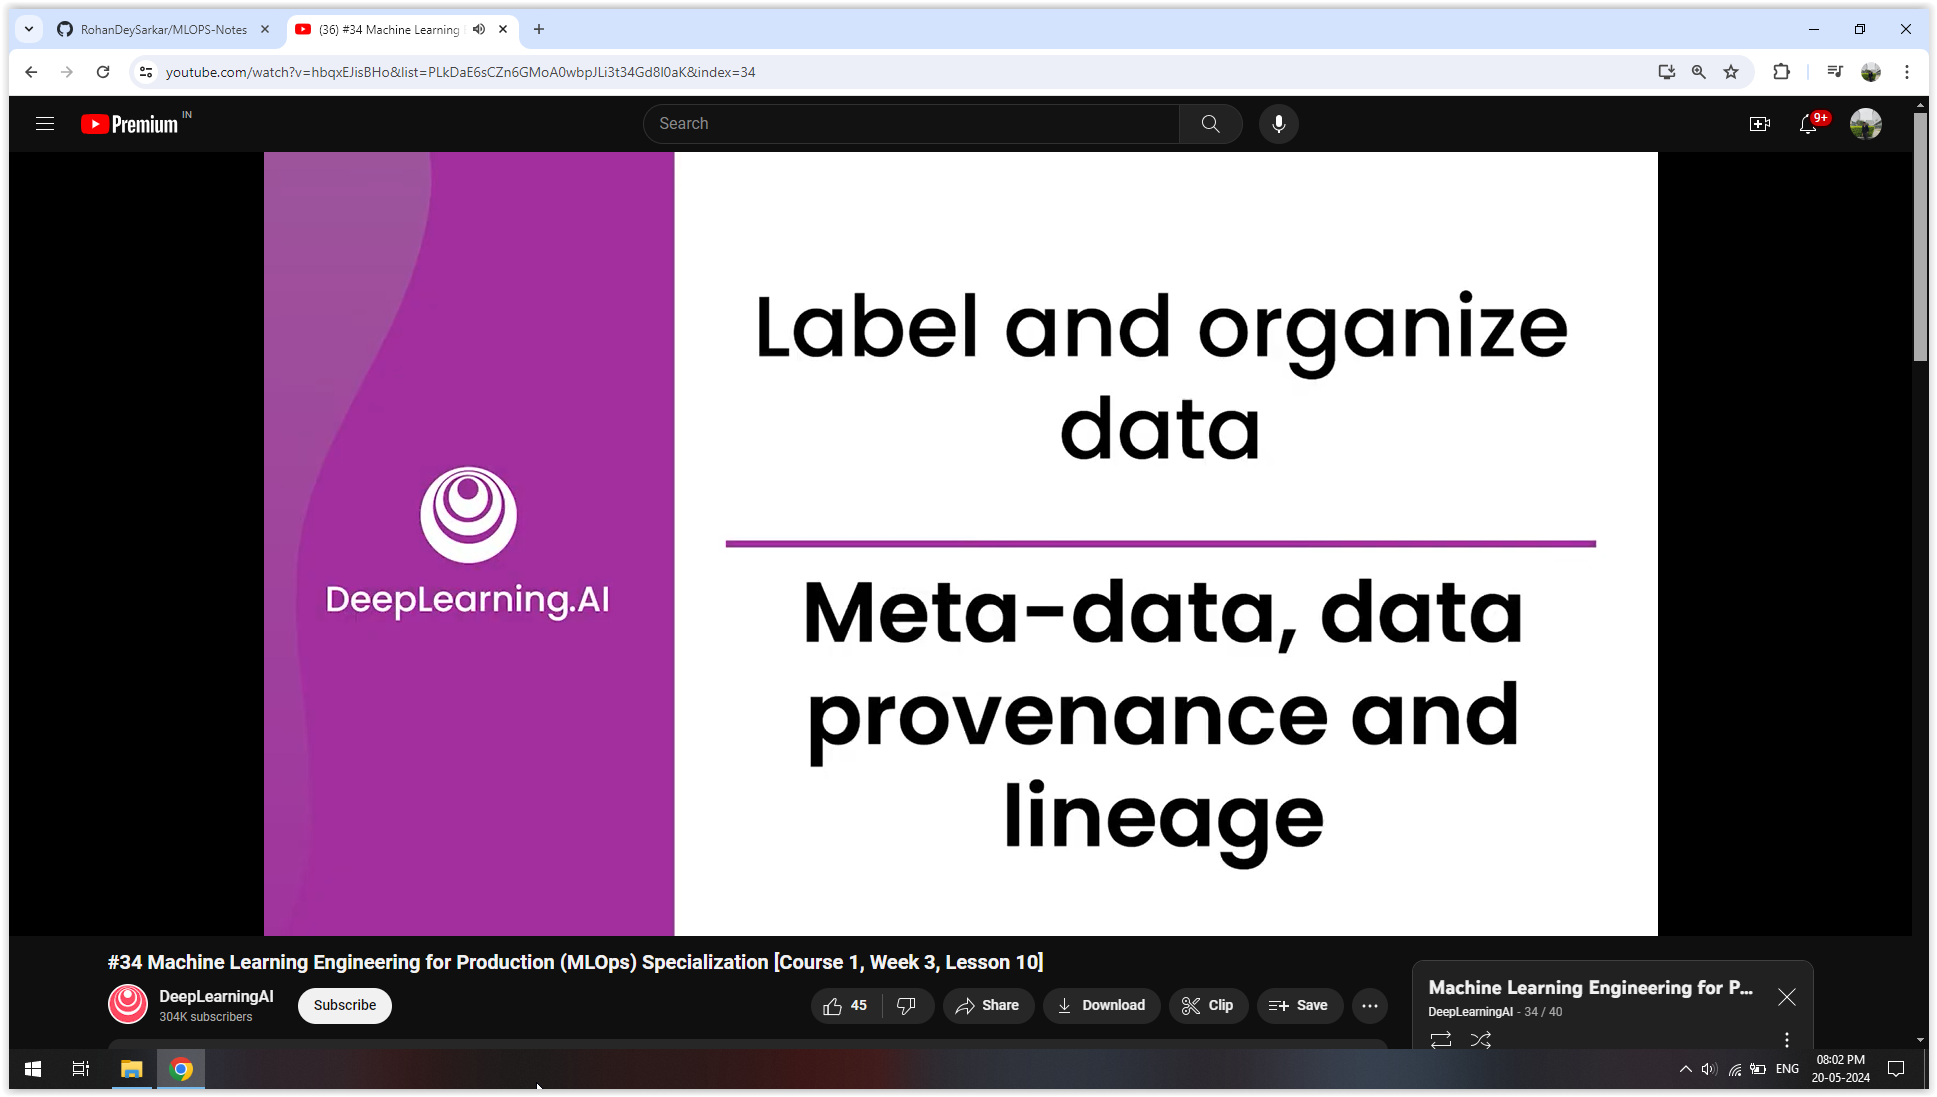 RohanDeySarkar/MLOPS-Notes
(36) #34 Machine Learning
youtube.com/watch?v=hbqxEJisBHo&list=PLkDaE6sCZn6GMoA0wbpJLi3t34Gd8l0aK&index=34
Premium IN
Search
9+
Label and organize
data
DeepLearning.AI
Meta-data, data
provenance and
lineage
#34 Machine Learning Engineering for Production (MLOps) Specialization [Course 1, Week 3, Lesson 10]
DeepLearningAI
304K subscribers
Subscribe
45
Share
Download
Clip
Save
Machine Learning Engineering for P...
DeepLearningAI - 34 / 40
ENG
08:02 PM
20-05-2024